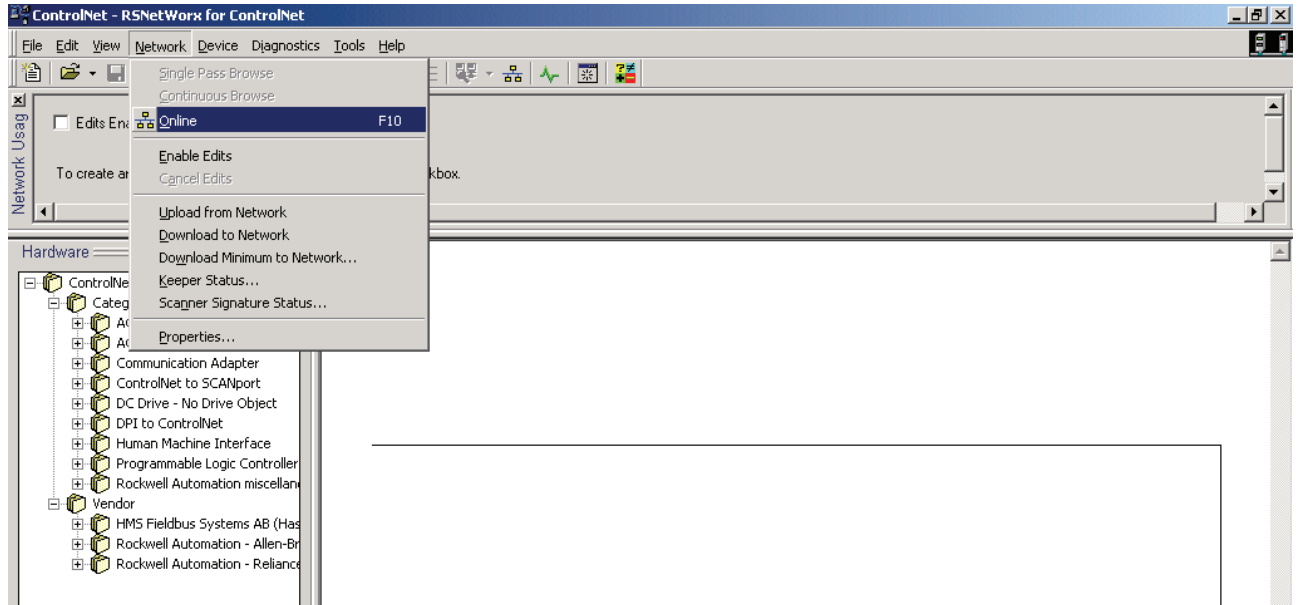 ControlNet - RSNetWorx for ControlNet
File Edit View Network Device Diagnostics Tools Help
Single Pass Browse
Continuous Browse
Online F10
Enable Edits
Cancel Edits
Upload from Network
Download to Network
Download Minimum to Network...
Keeper Status...
Scanner Signature Status...
Properties...
Network Usag
Edits Ena
To create an kbox.
Hardware
ControlNe
Categ
Communication Adapter
ControlNet to SCANport
DC Drive - No Drive Object
DPI to ControlNet
Human Machine Interface
Programmable Logic Controller
Rockwell Automation miscellan
Vendor
HMS Fieldbus Systems AB (Has
Rockwell Automation - Allen-Br
Rockwell Automation - Reliance